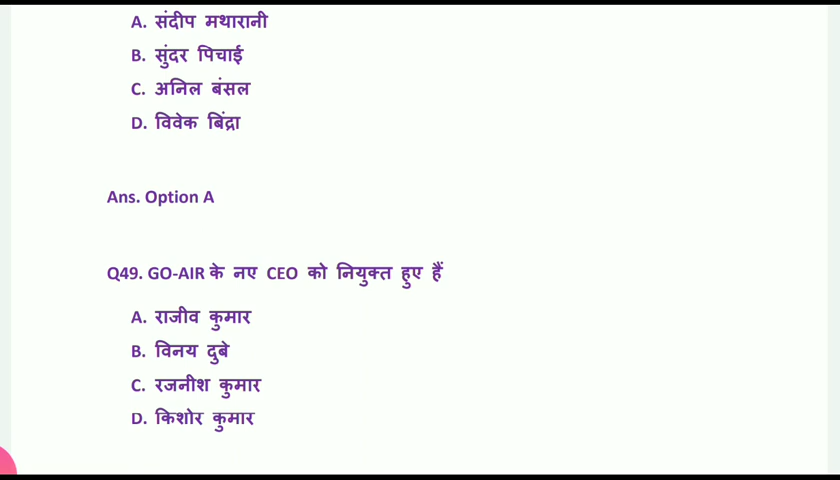 A. संदीप मथारानी
B. सुंदर पिचाई
C. अनिल बंसल
D. विवेक बिंद्रा
Ans. Option A
Q49. GO-AIR के नए CEO को नियुक्त हुए हैं
A. राजीव कुमार
B. विनय दुबे
C. रजनीश कुमार
D. किशोर कुमार